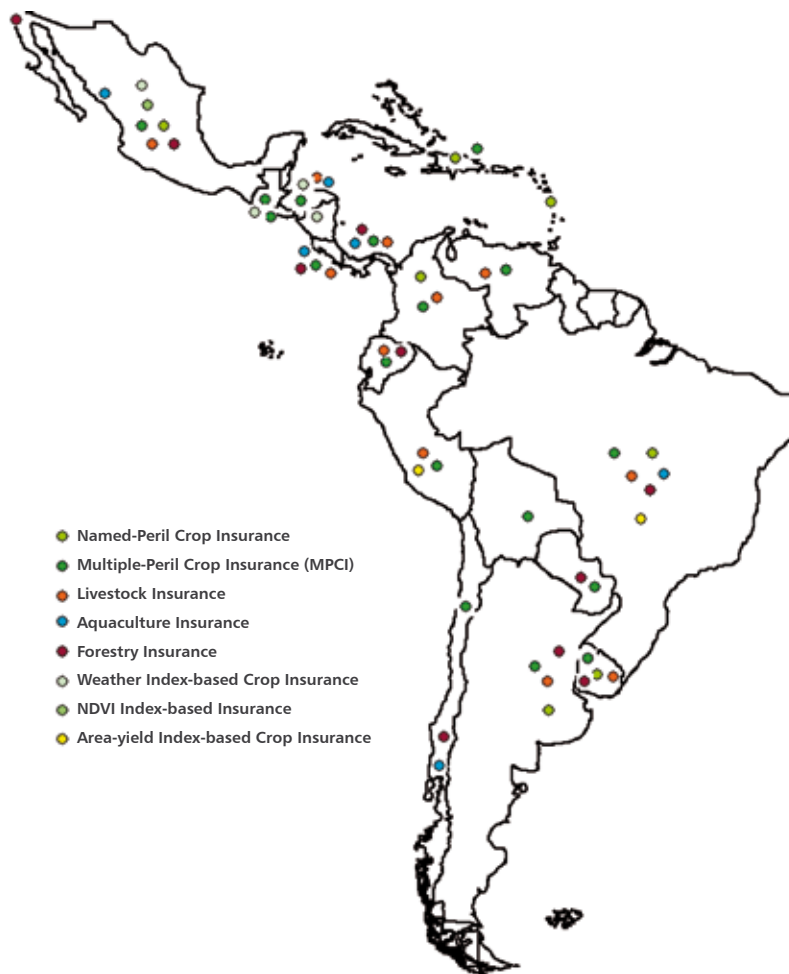 Named-Peril Crop Insurance
Multiple-Peril Crop Insurance (MPCI)
Livestock Insurance
Aquaculture Insurance
Forestry Insurance
Weather Index-based Crop Insurance
NDVI Index-based Insurance
Area-yield Index-based Crop Insurance